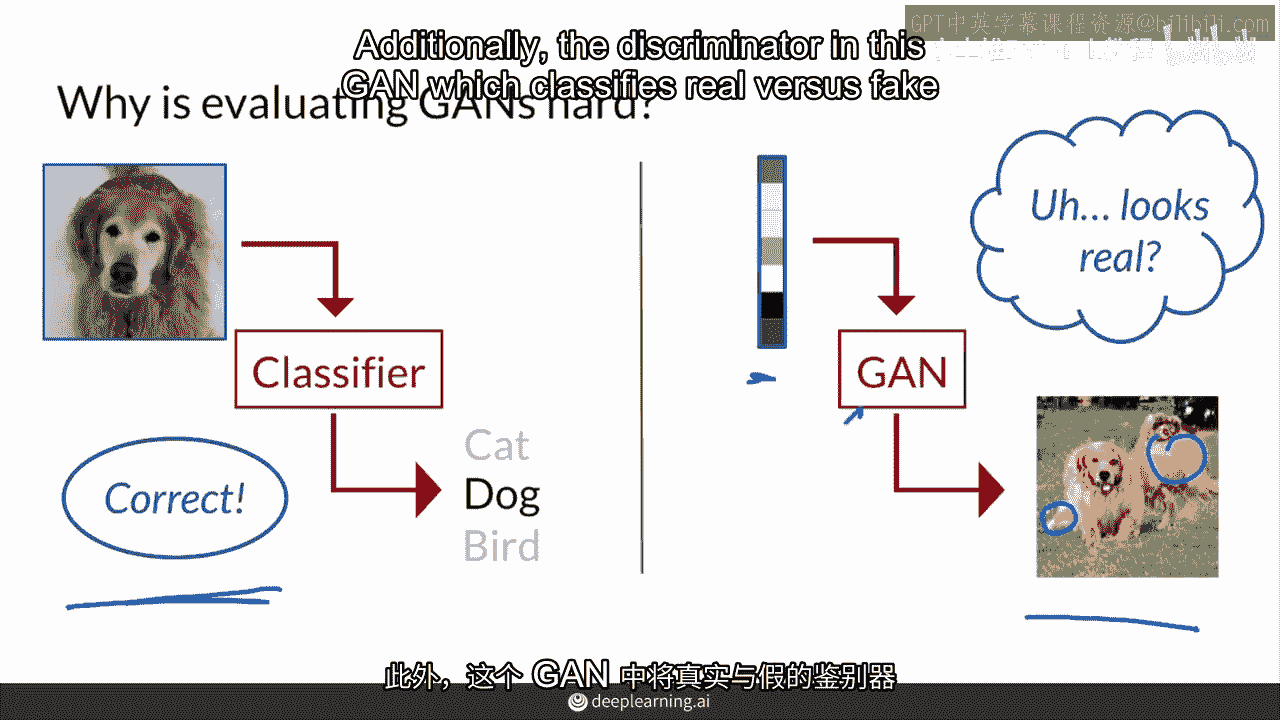 GPT中英字幕课程资源@bilibili.com
Additionally, the discriminator in this
GAN which classifies real versus fake
Why is evaluating GANs hard?
Uh... looks
real?
Classifier
GAN
Correct!
Cat
Dog
Bird
此外，这个 GAN 中将真实与假的鉴别器
deeplearning.ai